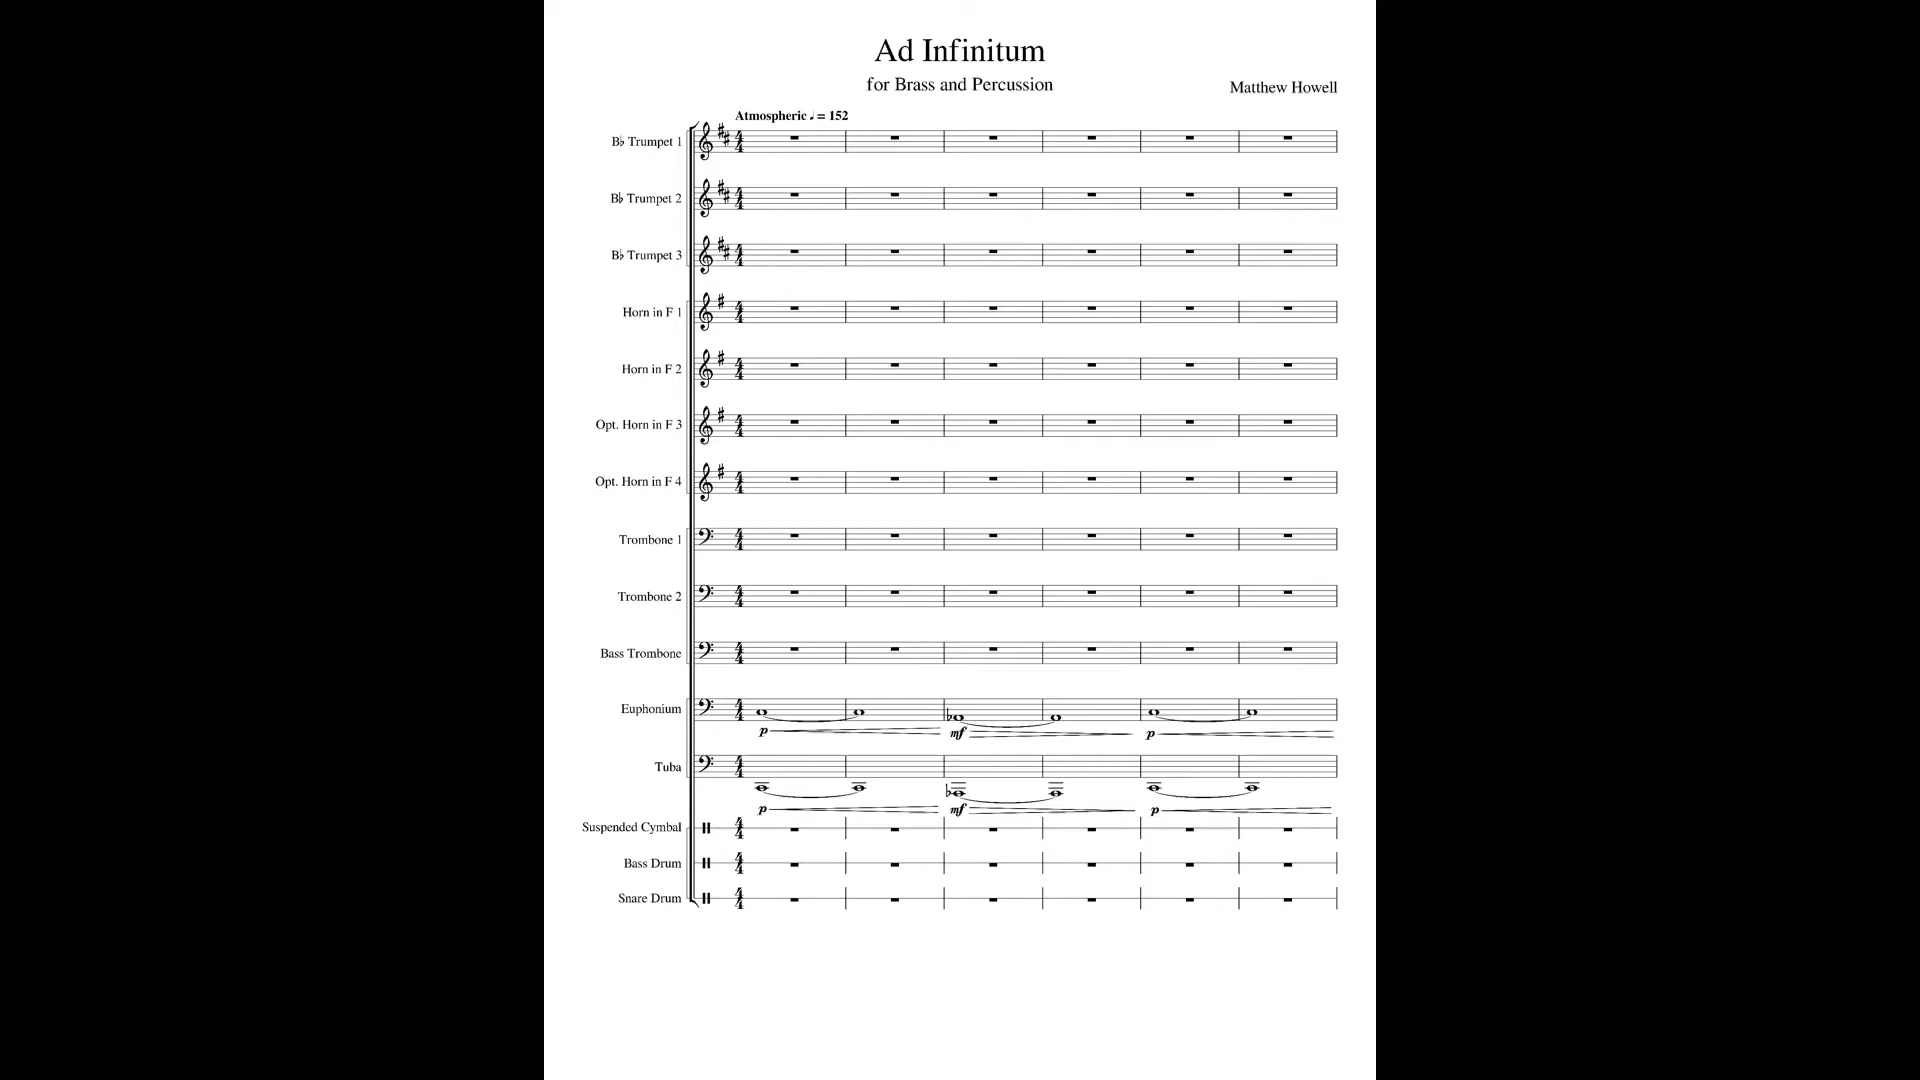 Ad Infinitum
for Brass and Percussion
Matthew Howell
Atmospheric ♩ = 152
B♭ Trumpet 1
B♭ Trumpet 2
B♭ Trumpet 3
Horn in F 1
Horn in F 2
Opt. Horn in F 3
Opt. Horn in F 4
Trombone 1
Trombone 2
Bass Trombone
Euphonium
p mf p
Tuba
p mf p
Suspended Cymbal
Bass Drum
Snare Drum